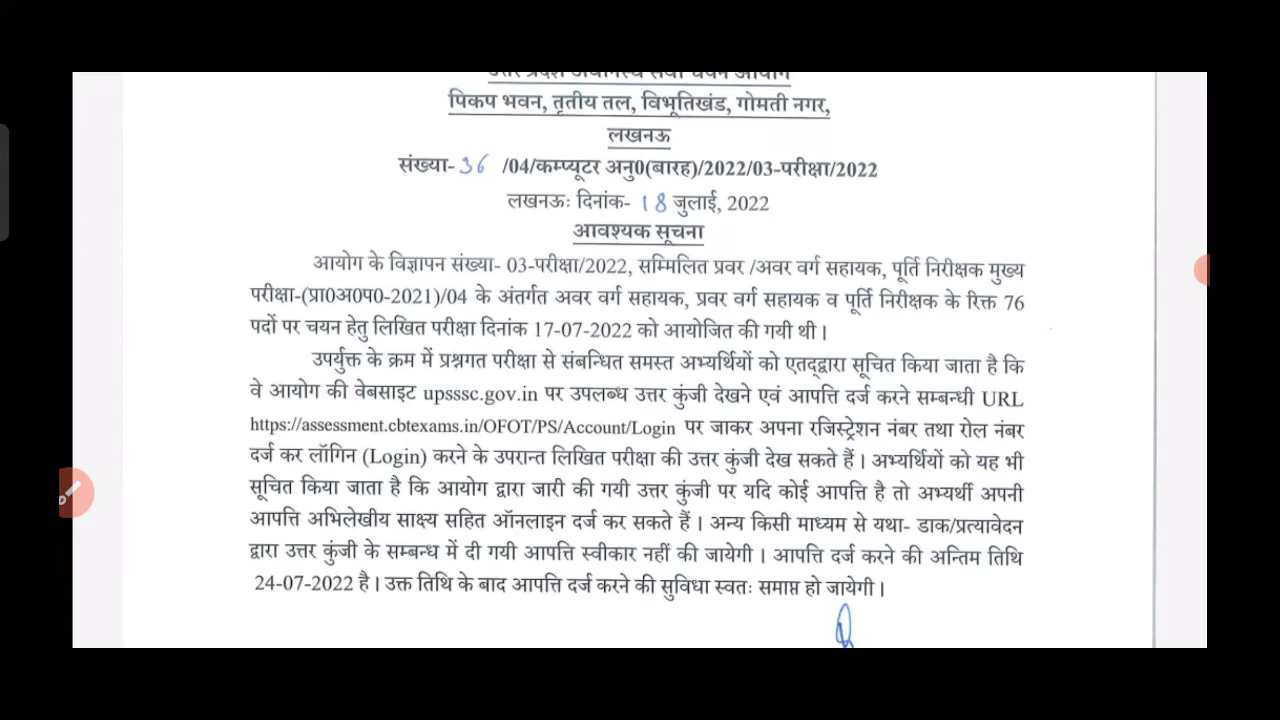 उत्तर प्रदेश अधीनस्थ सेवा चयन आयोग
पिकप भवन, तृतीय तल, विभूतिखंड, गोमती नगर,
लखनऊ
संख्या- 36 /04/कम्प्यूटर अनु0(बारह)/2022/03-परीक्षा/2022
लखनऊः दिनांक- 18 जुलाई, 2022
आवश्यक सूचना
आयोग के विज्ञापन संख्या- 03-परीक्षा/2022, सम्मिलित प्रवर /अवर वर्ग सहायक, पूर्ति निरीक्षक मुख्य
परीक्षा-(प्रा0अ0प0-2021)/04 के अंतर्गत अवर वर्ग सहायक, प्रवर वर्ग सहायक व पूर्ति निरीक्षक के रिक्त 76
पदों पर चयन हेतु लिखित परीक्षा दिनांक 17-07-2022 को आयोजित की गयी थी।
उपर्युक्त के क्रम में प्रश्नगत परीक्षा से संबन्धित समस्त अभ्यर्थियों को एतद्द्वारा सूचित किया जाता है कि
वे आयोग की वेबसाइट upsssc.gov.in पर उपलब्ध उत्तर कुंजी देखने एवं आपत्ति दर्ज करने सम्बन्धी URL
https://assessment.cbtexams.in/OFOT/PS/Account/Login पर जाकर अपना रजिस्ट्रेशन नंबर तथा रोल नंबर
दर्ज कर लॉगिन (Login) करने के उपरान्त लिखित परीक्षा की उत्तर कुंजी देख सकते हैं। अभ्यर्थियों को यह भी
सूचित किया जाता है कि आयोग द्वारा जारी की गयी उत्तर कुंजी पर यदि कोई आपत्ति है तो अभ्यर्थी अपनी
आपत्ति अभिलेखीय साक्ष्य सहित ऑनलाइन दर्ज कर सकते हैं। अन्य किसी माध्यम से यथा- डाक/प्रत्यावेदन
द्वारा उत्तर कुंजी के सम्बन्ध में दी गयी आपत्ति स्वीकार नहीं की जायेगी। आपत्ति दर्ज करने की अन्तिम तिथि
24-07-2022 है। उक्त तिथि के बाद आपत्ति दर्ज करने की सुविधा स्वतः समाप्त हो जायेगी।